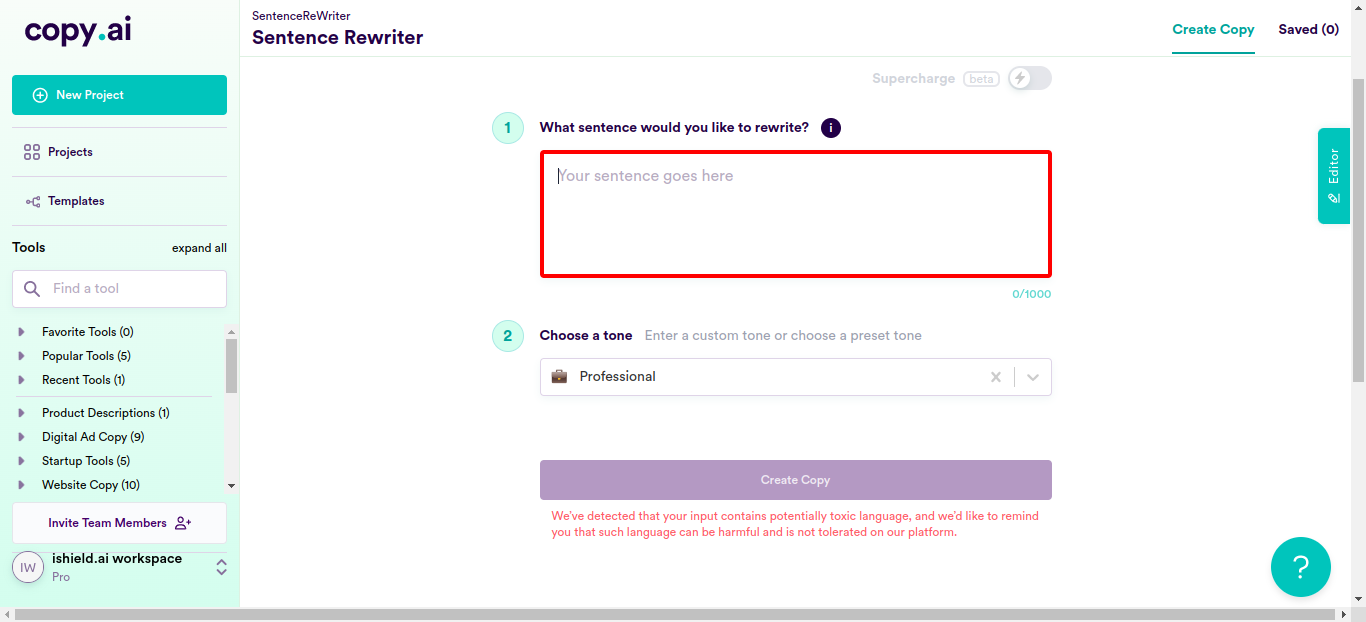 copy.ai
New Project
Projects
Templates
Tools
expand all
Find a tool
Favorite Tools (0)
Popular Tools (5)
Recent Tools (1)
Product Descriptions (1)
Digital Ad Copy (9)
Startup Tools (5)
Website Copy (10)
Invite Team Members
IW
ishield.ai workspace
Pro
SentenceReWriter
Sentence Rewriter
Create Copy
Saved (0)
Supercharge beta
1 What sentence would you like to rewrite? i
Your sentence goes here
0/1000
2 Choose a tone Enter a custom tone or choose a preset tone
Professional
Create Copy
We've detected that your input contains potentially toxic language, and we'd like to remind
you that such language can be harmful and is not tolerated on our platform.
Editor
?